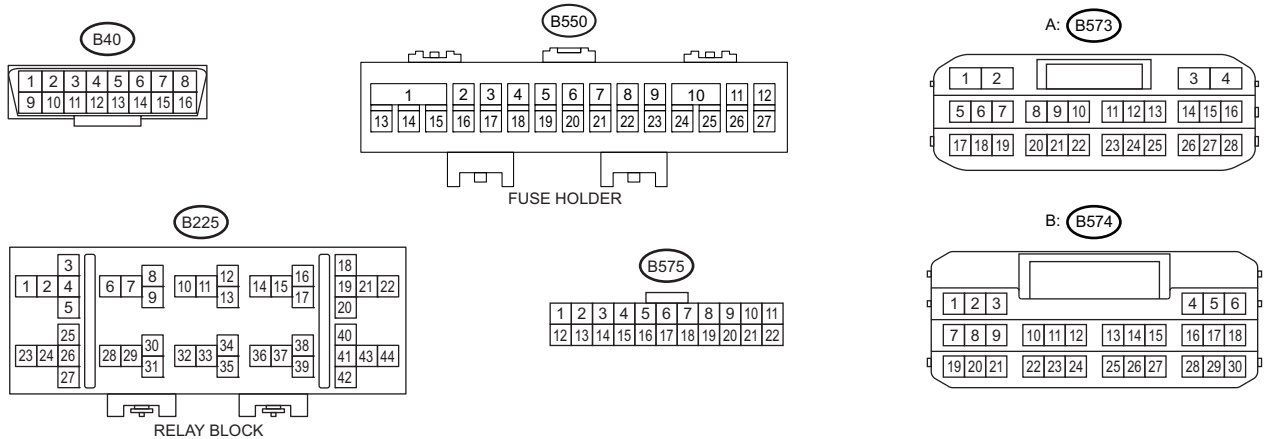 B40
1 2 3 4 5 6 7 8
9 10 11 12 13 14 15 16
B550
1 2 3 4 5 6 7 8 9 10 11 12
13 14 15 16 17 18 19 20 21 22 23 24 25 26 27
FUSE HOLDER
A: B573
1 2 3 4
5 6 7 8 9 10 11 12 13 14 15 16
17 18 19 20 21 22 23 24 25 26 27 28
B225
3 8 12 16 18
1 2 4 6 7 10 11 14 15 19 21 22
5 9 13 17 20
25 30 34 38 40
23 24 26 28 29 32 33 36 37 41 43 44
27 31 35 39 42
RELAY BLOCK
B575
1 2 3 4 5 6 7 8 9 10 11
12 13 14 15 16 17 18 19 20 21 22
B: B574
1 2 3 4 5 6
7 8 9 10 11 12 13 14 15 16 17 18
19 20 21 22 23 24 25 26 27 28 29 30